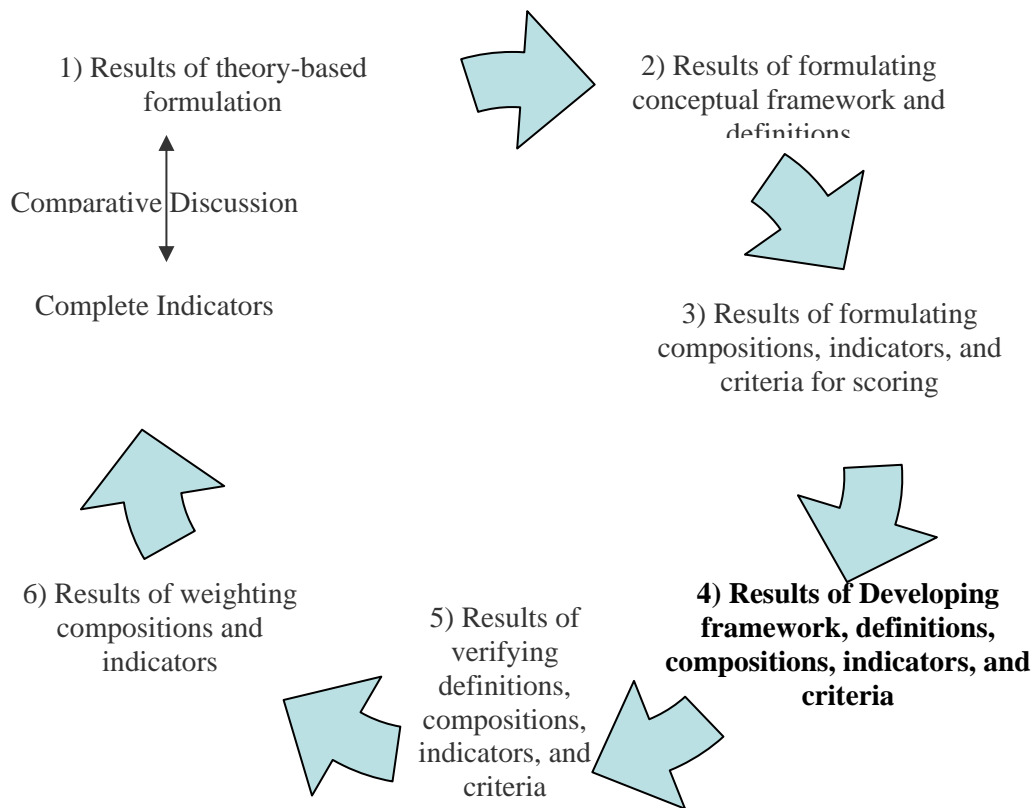 1) Results of theory-based
formulation
Comparative Discussion
Complete Indicators
2) Results of formulating
conceptual framework and
definitions
3) Results of formulating
compositions, indicators, and
criteria for scoring
4) Results of Developing
framework, definitions,
compositions, indicators, and
criteria
5) Results of
verifying
definitions,
compositions,
indicators, and
criteria
6) Results of weighting
compositions and
indicators